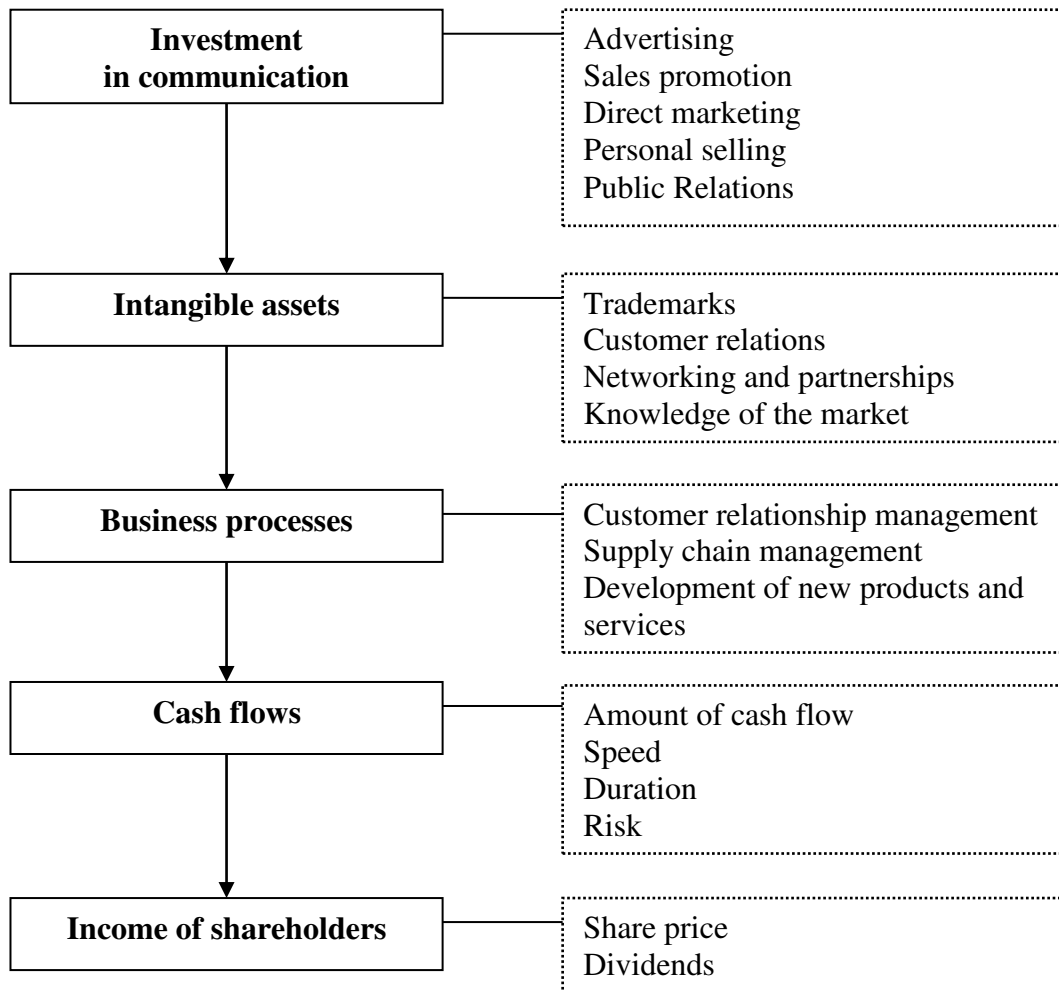 Investment
in communication
Advertising
Sales promotion
Direct marketing
Personal selling
Public Relations
Intangible assets
Trademarks
Customer relations
Networking and partnerships
Knowledge of the market
Business processes
Customer relationship management
Supply chain management
Development of new products and
services
Cash flows
Amount of cash flow
Speed
Duration
Risk
Income of shareholders
Share price
Dividends